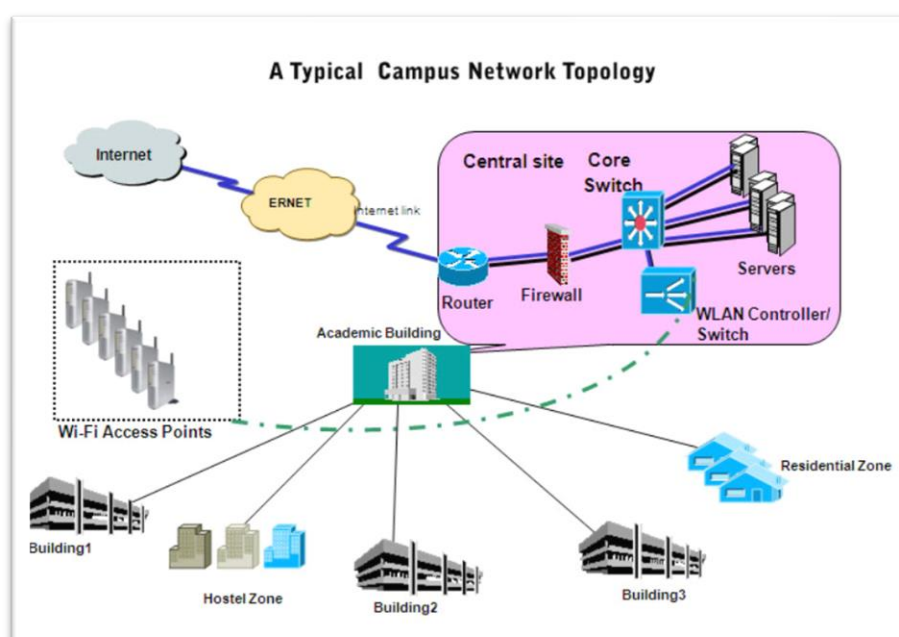 A Typical Campus Network Topology
Internet
ERNET
Internet link
Central site
Core
Switch
Servers
Router
Firewall
WLAN Controller/
Switch
Academic Building
Wi-Fi Access Points
Residential Zone
Building1
Hostel Zone
Building2
Building3